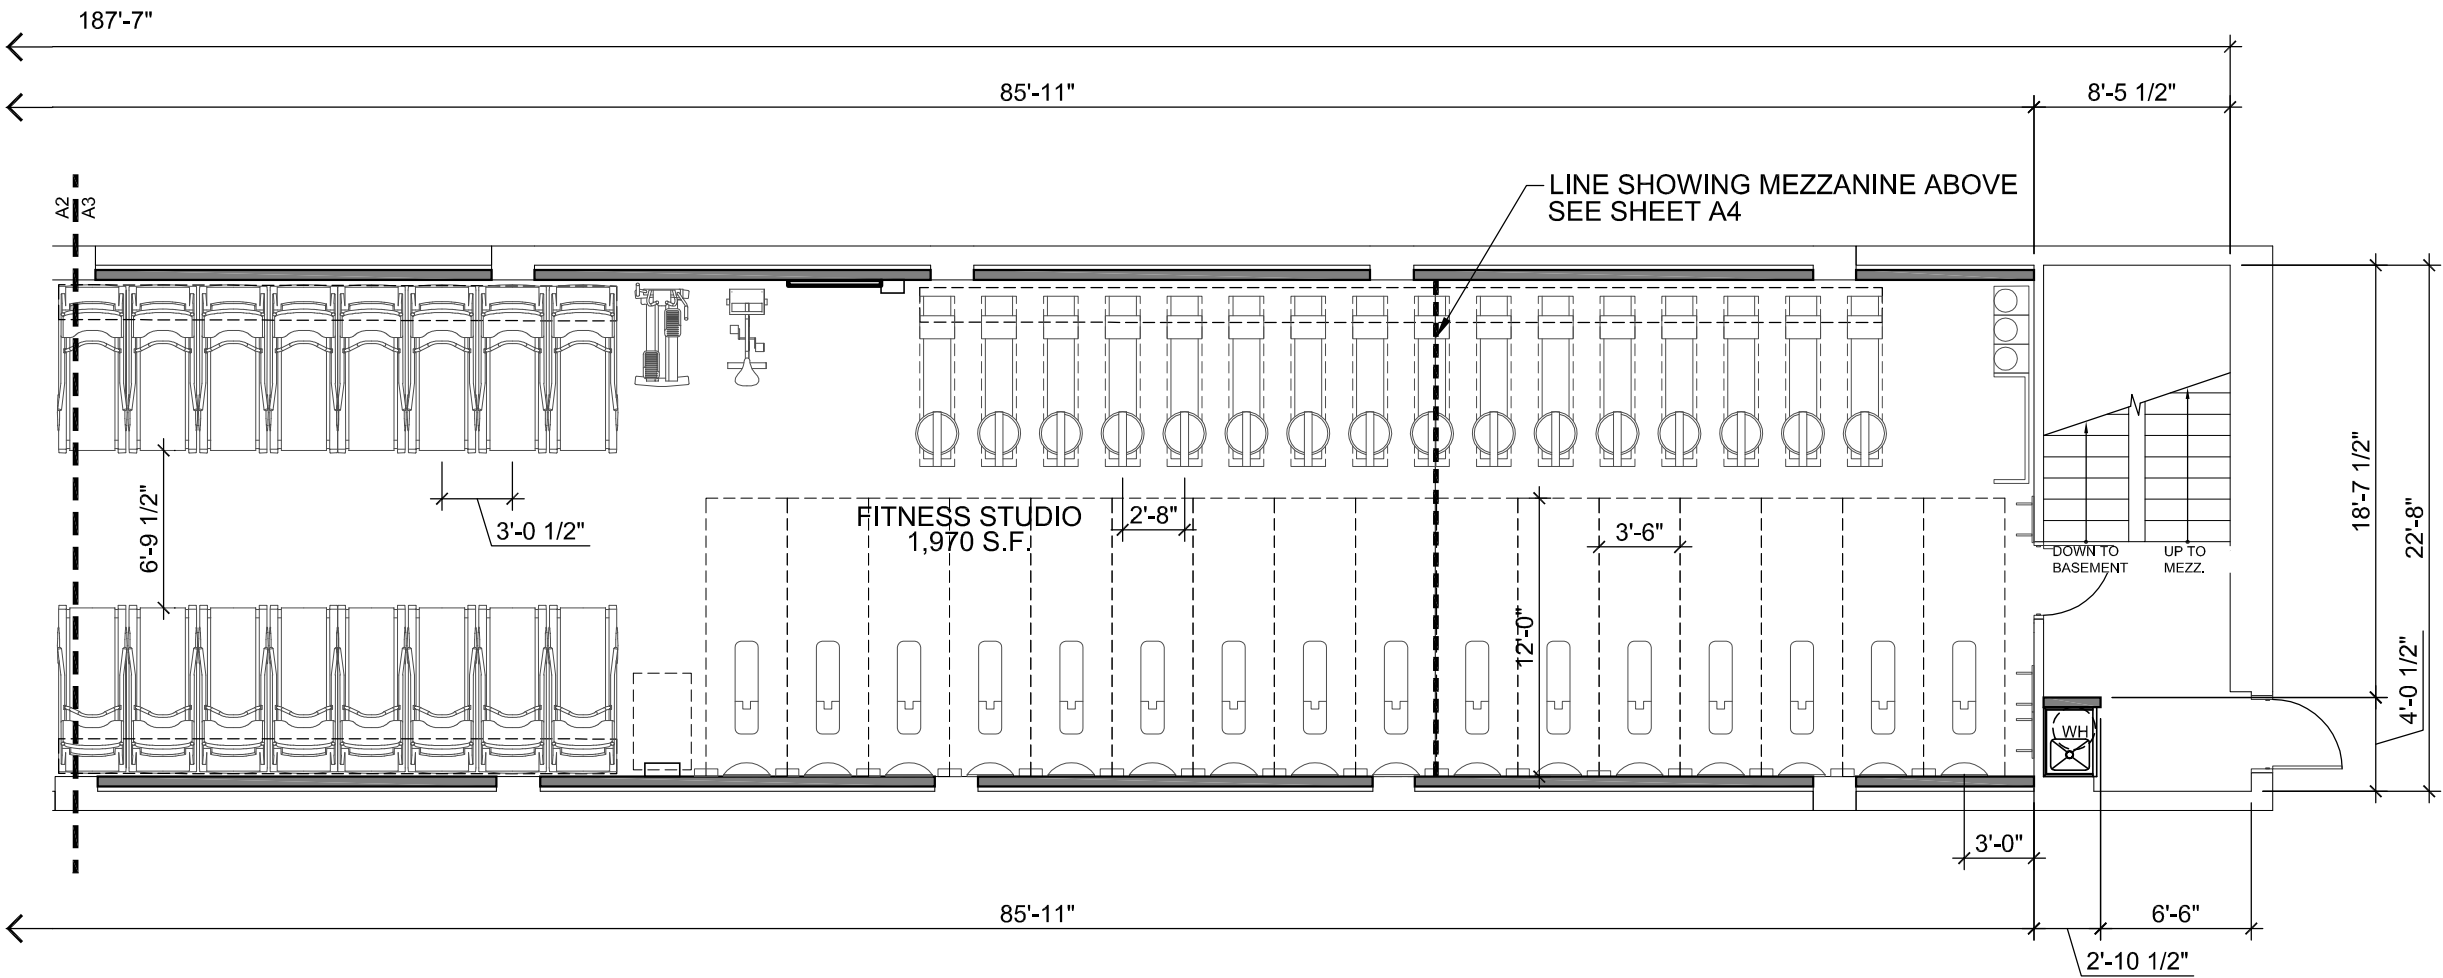 187'-7"
85'-11"
8'-5 1/2"
LINE SHOWING MEZZANINE ABOVE
SEE SHEET A4
A2
A3
3'-0 1/2"
6'-9 1/2"
FITNESS STUDIO
1,970 S.F.
2'-8"
3'-6"
12'-0"
DOWN TO
BASEMENT
UP TO
MEZZ.
18'-7 1/2"
22'-8"
4'-0 1/2"
WH
3'-0"
85'-11"
6'-6"
2'-10 1/2"